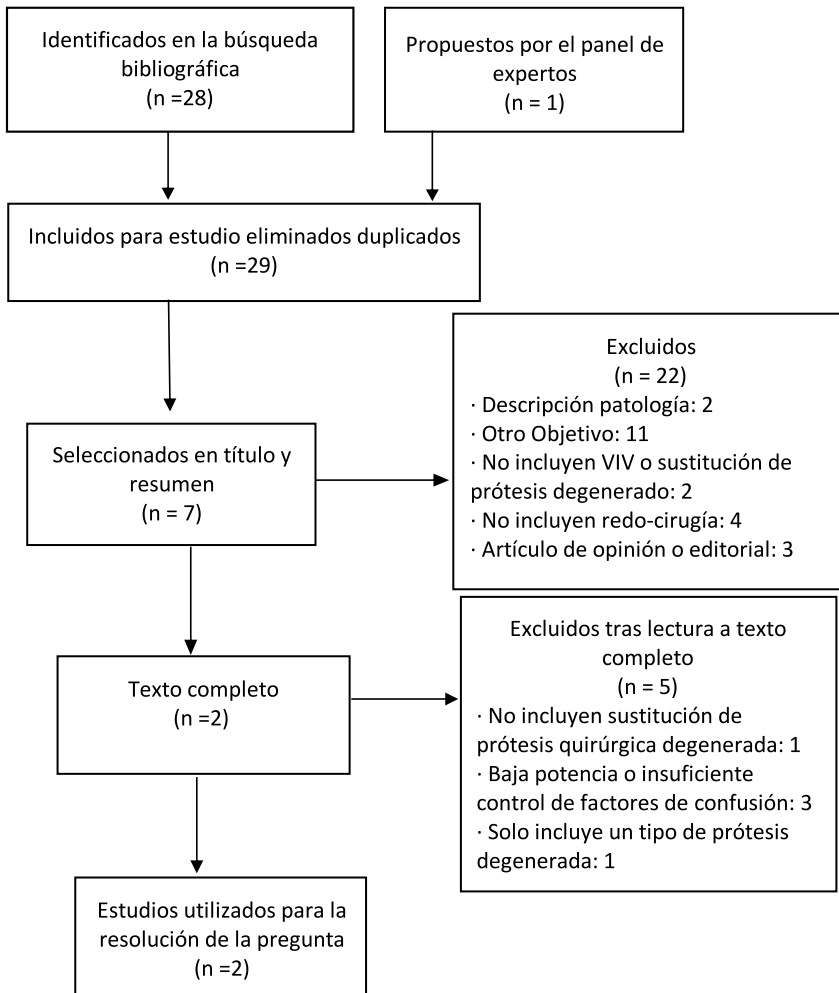 Identificados en la búsqueda
bibliográfica
(n =28)
Propuestos por el panel de
expertos
(n = 1)
Incluidos para estudio eliminados duplicados
(n =29)
Seleccionados en título y
resumen
(n = 7)
Excluidos
(n = 22)
· Descripción patología: 2
· Otro Objetivo: 11
· No incluyen VIV o sustitución de
prótesis degenerado: 2
· No incluyen redo-cirugía: 4
· Artículo de opinión o editorial: 3
Texto completo
(n =2)
Excluidos tras lectura a texto
completo
(n = 5)
· No incluyen sustitución de
prótesis quirúrgica degenerada: 1
· Baja potencia o insuficiente
control de factores de confusión: 3
· Solo incluye un tipo de prótesis
degenerada: 1
Estudios utilizados para la
resolución de la pregunta
(n =2)